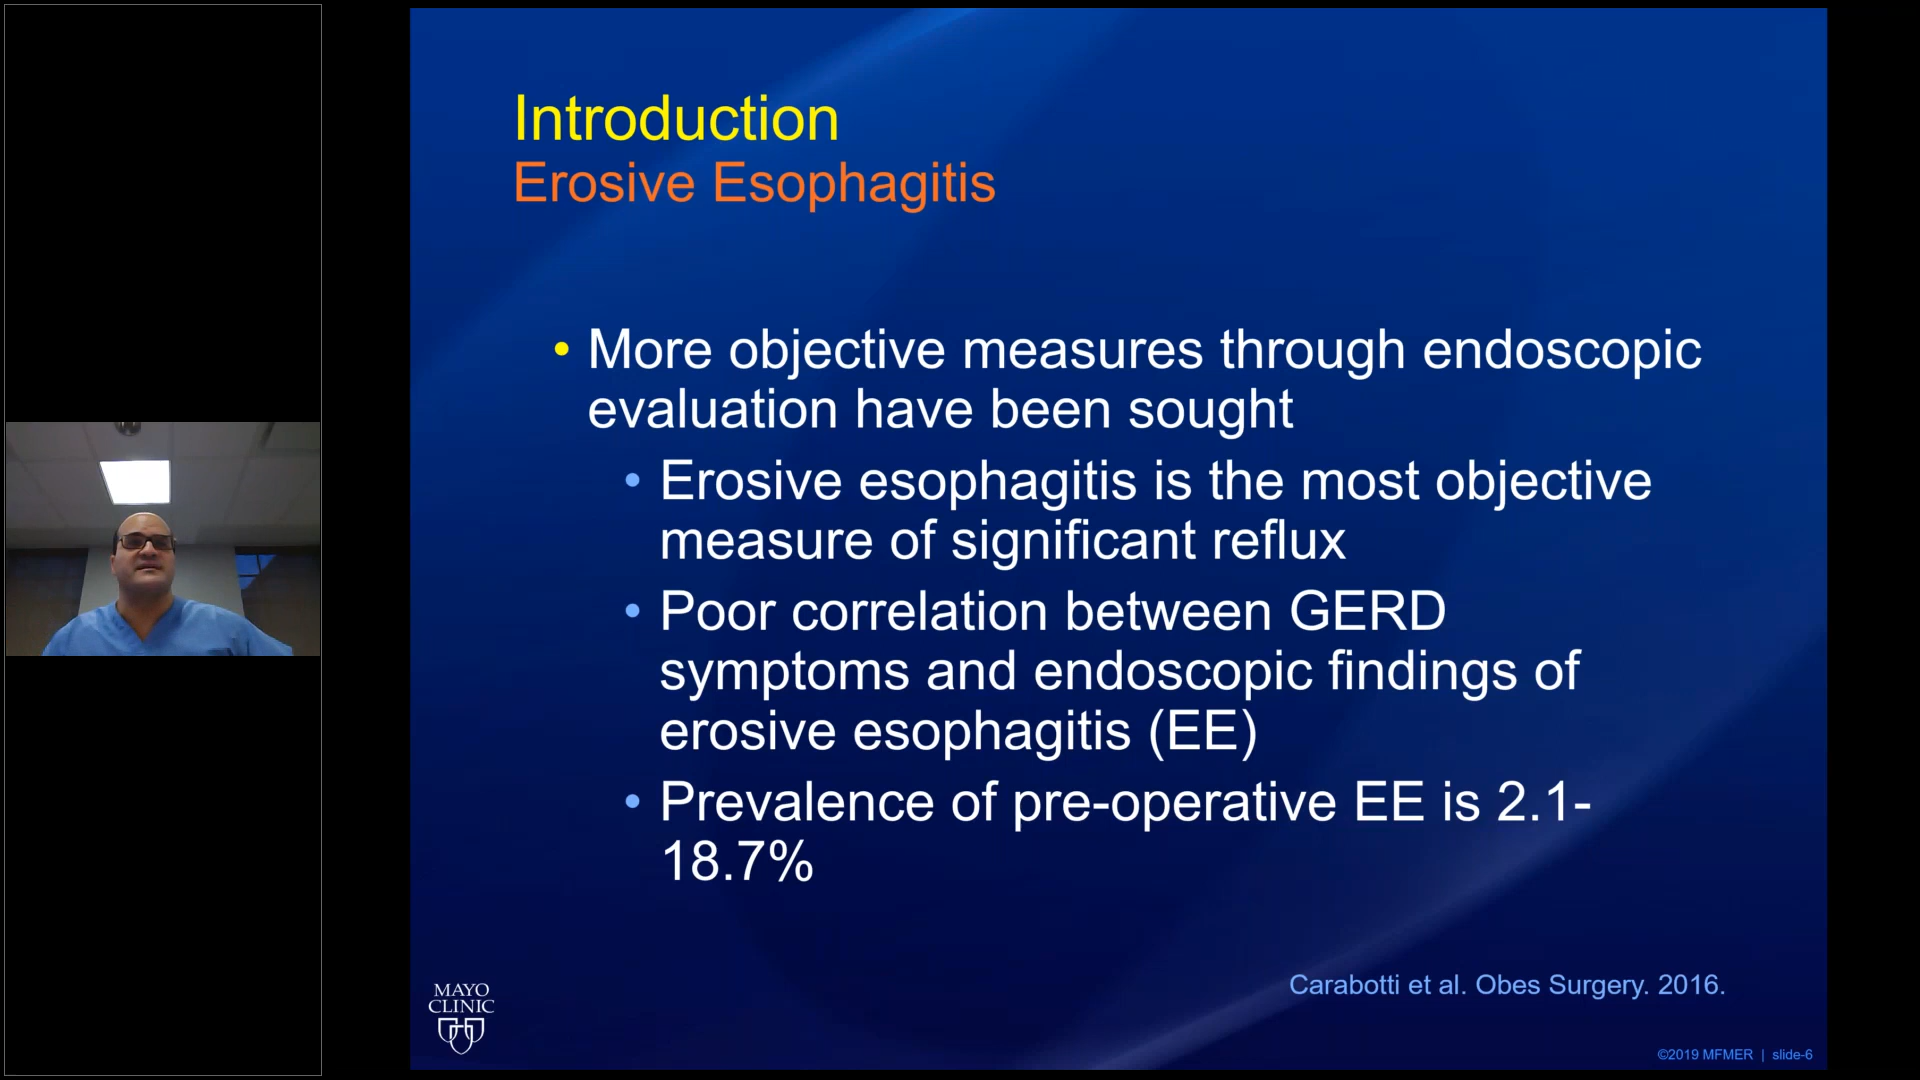 Introduction
Erosive Esophagitis
• More objective measures through endoscopic
evaluation have been sought
• Erosive esophagitis is the most objective
measure of significant reflux
• Poor correlation between GERD
symptoms and endoscopic findings of
erosive esophagitis (EE)
• Prevalence of pre-operative EE is 2.1-
18.7%
Carabotti et al. Obes Surgery. 2016.
MAYO
CLINIC
©2019 MFMER | slide-6